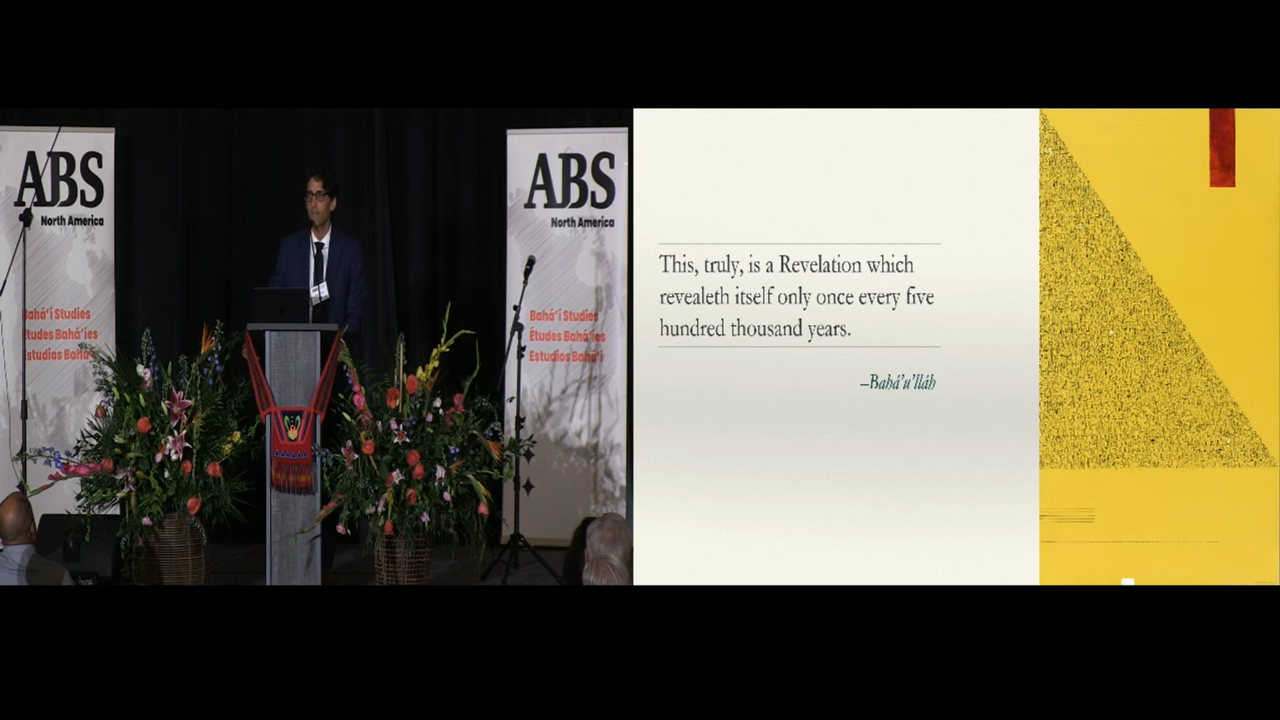 ABS
North America
Bahá'í Studies
Études Bahá'íes
Estudios Bahá'í
ABS
North America
Bahá'í Studies
Études Bahá'íes
Estudios Bahá'í
This, truly, is a Revelation which
revealeth itself only once every five
hundred thousand years.
–Bahá'u'lláh